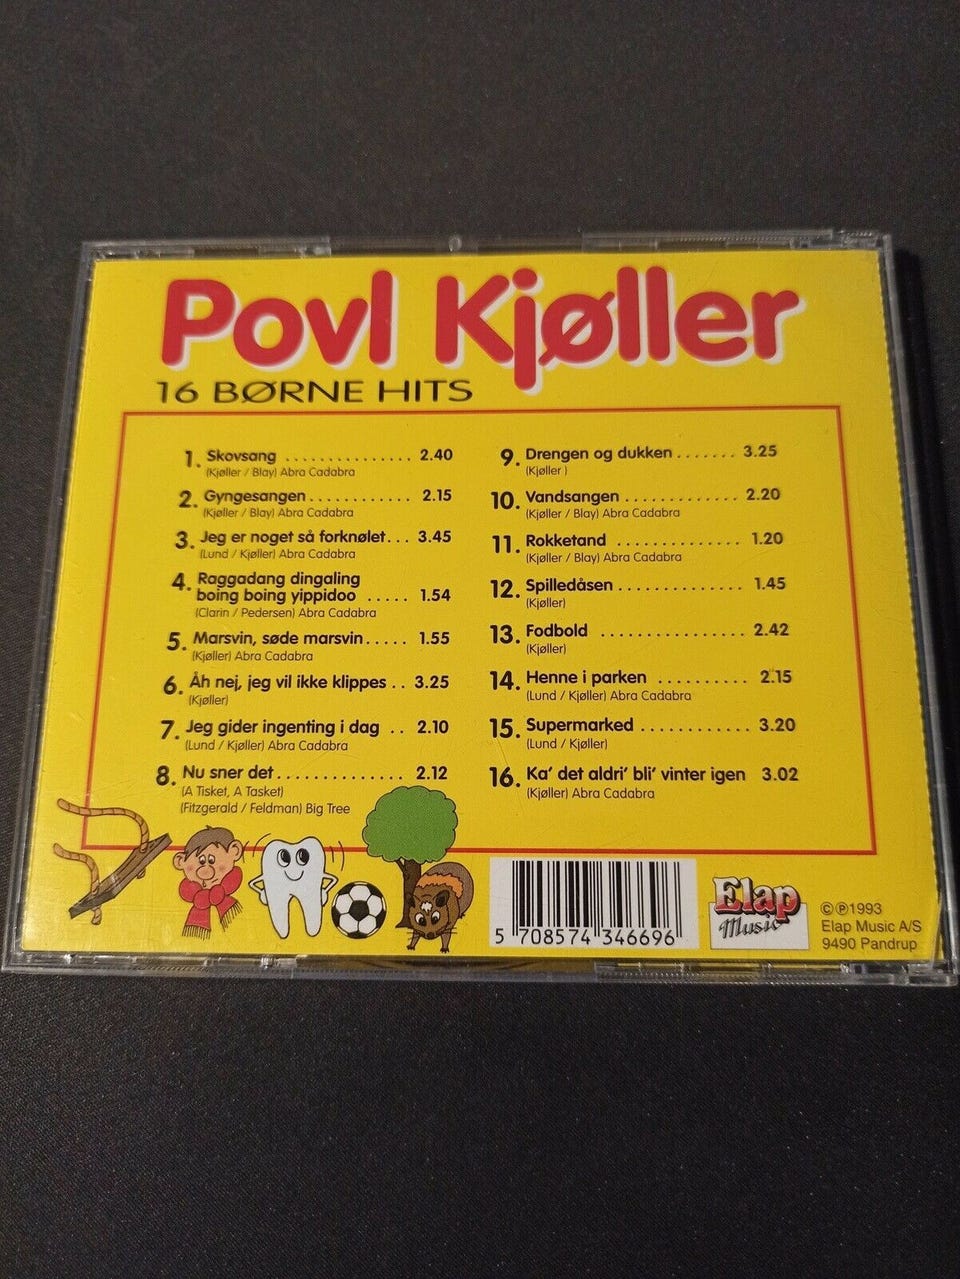 Povl Kjøller
16 BØRNE HITS
1. Skovsang .............. 2.40
(Kjøller / Blay) Abra Cadabra
2. Gyngesangen ........... 2.15
(Kjøller / Blay) Abra Cadabra
3. Jeg er noget så forknølet... 3.45
(Lund / Kjøller) Abra Cadabra
4. Raggadang dingaling
boing boing yippidoo ..... 1.54
(Clarin / Pedersen) Abra Cadabra
5. Marsvin, søde marsvin..... 1.55
(Kjøller) Abra Cadabra
6. Åh nej, jeg vil ikke klippes .. 3.25
(Kjøller)
7. Jeg gider ingenting i dag .. 2.10
(Lund / Kjøller) Abra Cadabra
8. Nu sner det.............. 2.12
(A Tisket, A Tasket)
(Fitzgerald / Feldman) Big Tree
9. Drengen og dukken ....... 3.25
(Kjøller )
10. Vandsangen ............. 2.20
(Kjøller / Blay) Abra Cadabra
11. Rokketand ............. 1.20
(Kjøller / Blay) Abra Cadabra
12. Spilledåsen .............. 1.45
(Kjøller)
13. Fodbold ................ 2.42
(Kjøller)
14. Henne i parken .......... 2.15
(Lund / Kjøller) Abra Cadabra
15. Supermarked ............ 3.20
(Lund / Kjøller)
16. Ka' det aldri' bli' vinter igen 3.02
(Kjøller) Abra Cadabra
5 708574 346696
Elap
Music
©℗1993
Elap Music A/S
9490 Pandrup